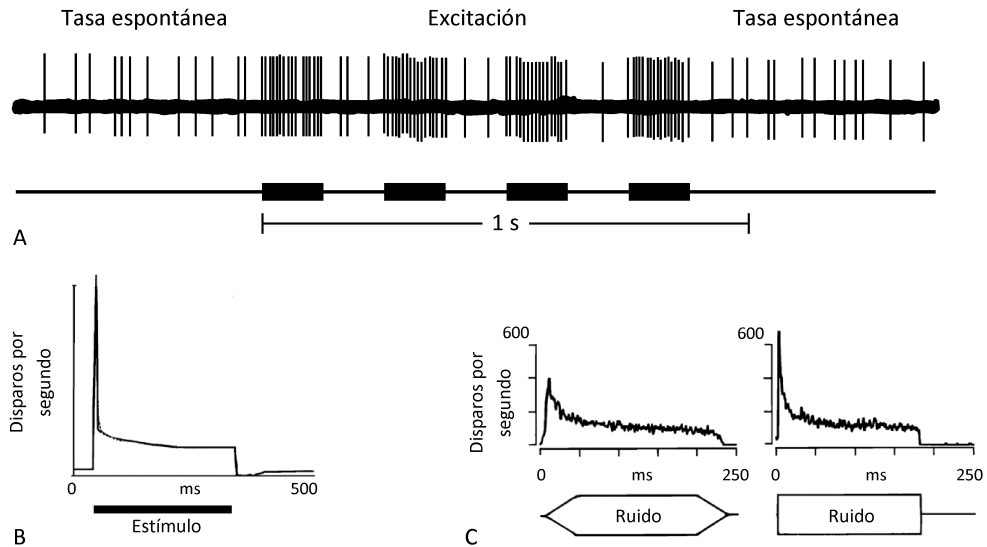 Tasa espontánea Excitación Tasa espontánea
1 s
A
Disparos por
segundo
0 ms 500
Estímulo
B
600
Disparos por
segundo
0 ms 250
Ruido
600
0 ms 250
Ruido
C